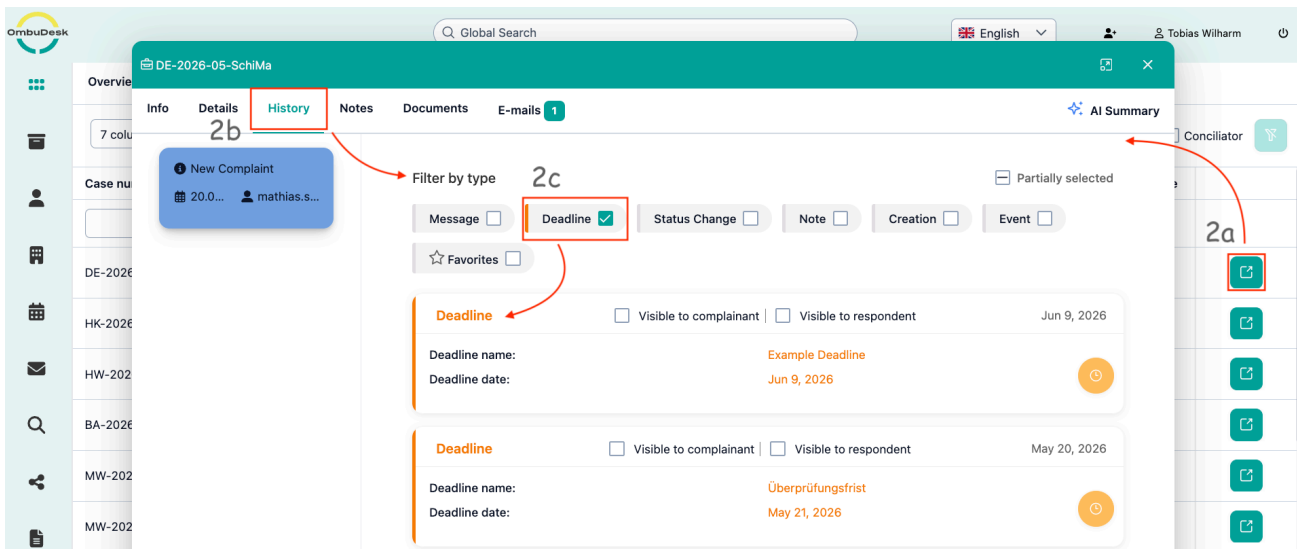 OmbuDesk
Global Search
English
Tobias Wilharm
DE-2026-05-SchiMa
Overvie
Info Details History Notes Documents E-mails 1
AI Summary
2b
7 colu
Conciliator
New Complaint
20.0... mathias.s...
Filter by type
2c
Partially selected
Case nu
Message Deadline Status Change Note Creation Event
2a
Favorites
DE-2026
Deadline Visible to complainant Visible to respondent Jun 9, 2026
HK-2026
Deadline name: Example Deadline
Deadline date: Jun 9, 2026
HW-202
BA-2026
Deadline Visible to complainant Visible to respondent May 20, 2026
MW-202
Deadline name: Überprüfungsfrist
Deadline date: May 21, 2026
MW-202